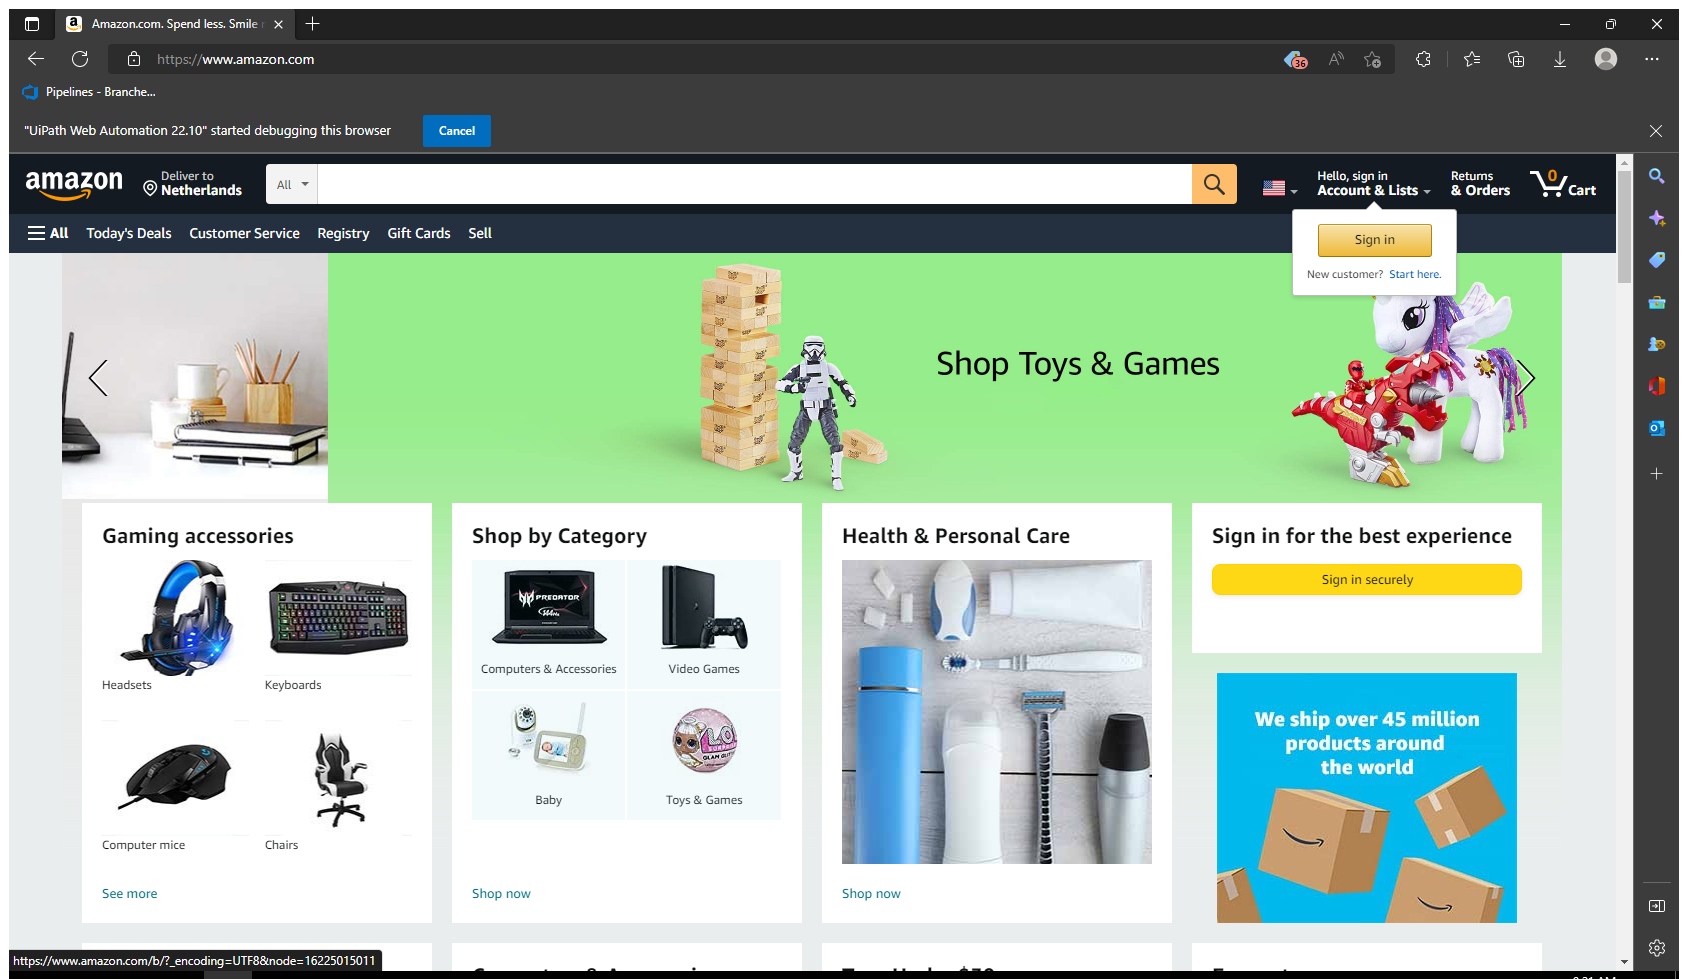 Amazon.com. Spend less. Smile
https://www.amazon.com
36
Pipelines - Branche...
"UiPath Web Automation 22.10" started debugging this browser
Cancel
amazon
Deliver to
Netherlands
All
Hello, sign in
Account & Lists
Returns
& Orders
0
Cart
All
Today's Deals
Customer Service
Registry
Gift Cards
Sell
Sign in
New customer? Start here.
Shop Toys & Games
Gaming accessories
Headsets
Keyboards
Computer mice
Chairs
See more
Shop by Category
PREDATOR
Computers & Accessories
Video Games
Baby
Toys & Games
Shop now
Health & Personal Care
Shop now
Sign in for the best experience
Sign in securely
We ship over 45 million
products around
the world
https://www.amazon.com/b/?_encoding=UTF8&node=16225015011